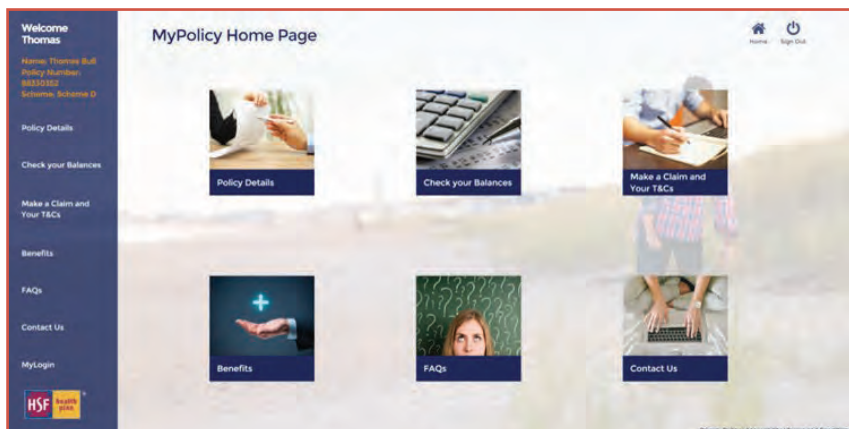 Welcome
Thomas
Name: Thomas Bull
Policy Number:
Scheme: Scheme D
Policy Details
Check your Balances
Make a Claim and
Your T&Cs
Benefits
FAQs
Contact Us
MyLogin
HSF health
plan
MyPolicy Home Page
Home
Sign Out
Policy Details
Check your Balances
Make a Claim and
Your T&Cs
Benefits
FAQs
Contact Us